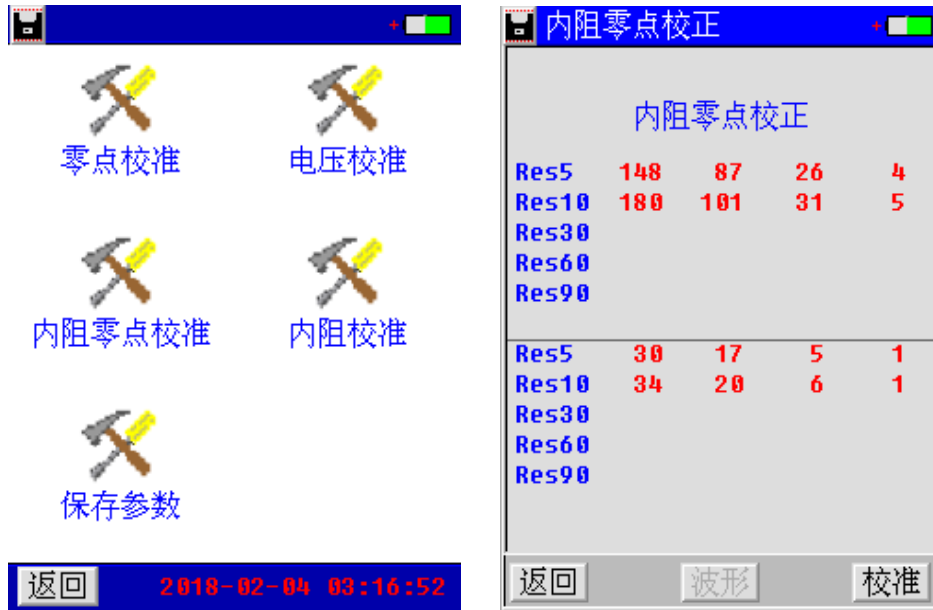 零点校准 电压校准
内阻零点校准 内阻校准
保存参数
返回 2018-02-04 03:16:52
内阻零点校正
内阻零点校正
Res5 148 87 26 4
Res10 180 101 31 5
Res30
Res60
Res90
Res5 30 17 5 1
Res10 34 20 6 1
Res30
Res60
Res90
返回 波形 校准